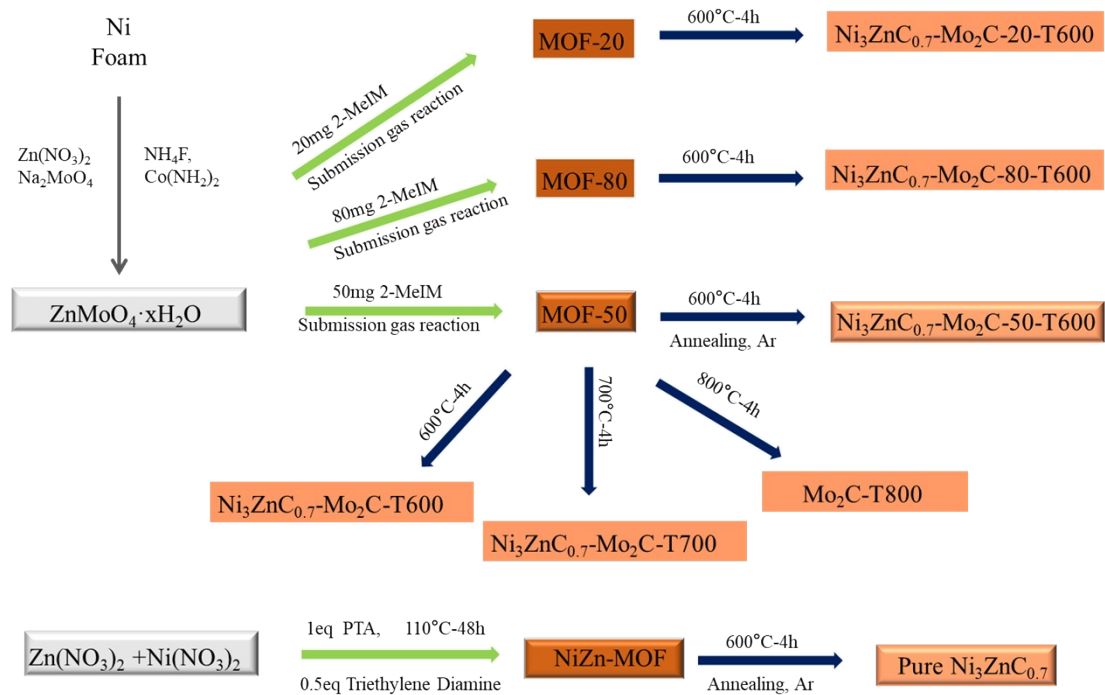 Ni
Foam
Zn(NO₃)₂
Na₂MoO₄
NH₄F,
Co(NH₂)₂
ZnMoO₄·xH₂O
20mg 2-MeIM
Submission gas reaction
MOF-20
600°C-4h
Ni₃ZnC₀.₇-Mo₂C-20-T600
80mg 2-MeIM
Submission gas reaction
MOF-80
600°C-4h
Ni₃ZnC₀.₇-Mo₂C-80-T600
50mg 2-MeIM
Submission gas reaction
MOF-50
600°C-4h
Annealing, Ar
Ni₃ZnC₀.₇-Mo₂C-50-T600
600°C-4h
700°C-4h
800°C-4h
Ni₃ZnC₀.₇-Mo₂C-T600
Ni₃ZnC₀.₇-Mo₂C-T700
Mo₂C-T800
Zn(NO₃)₂ +Ni(NO₃)₂
1eq PTA, 110°C-48h
0.5eq Triethylene Diamine
NiZn-MOF
600°C-4h
Annealing, Ar
Pure Ni₃ZnC₀.₇